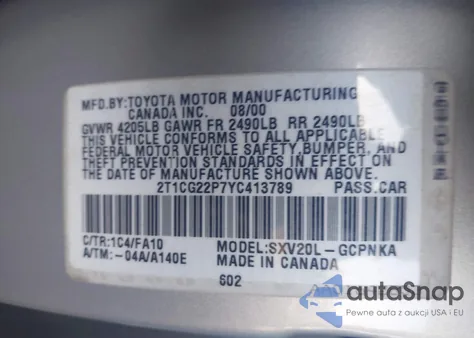 MFD.BY:TOYOTA MOTOR MANUFACTURING
CANADA INC. 08/00
GVWR 4205LB GAWR FR 2490LB RR 2490LB
THIS VEHICLE CONFORMS TO ALL APPLICABLE
FEDERAL MOTOR VEHICLE SAFETY, BUMPER, AND
THEFT PREVENTION STANDARDS IN EFFECT ON
THE DATE OF MANUFACTURE SHOWN ABOVE.
2T1CG22P7YC413789 PASS.CAR
C/TR:1C4/FA10 MODEL:SXV20L-GCPNKA
A/TM:-04A/A140E MADE IN CANADA
602
autoSnap
Pewne auta z aukcji USA i EU